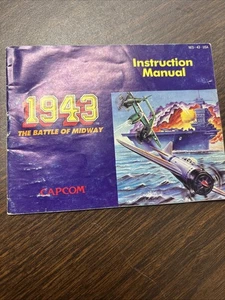 Instruction
Manual
1943
THE BATTLE OF MIDWAY
CAPCOM